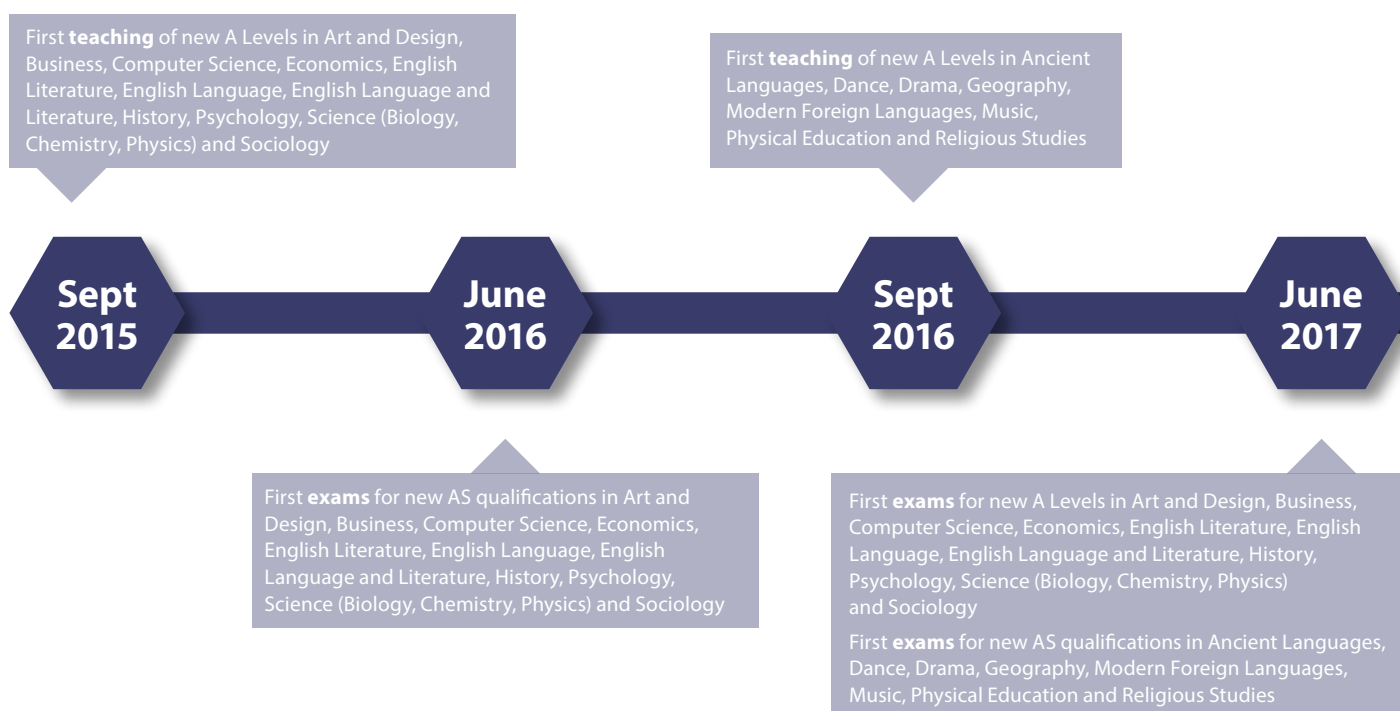 First teaching of new A Levels in Art and Design,
Business, Computer Science, Economics, English
Literature, English Language, English Language and
Literature, History, Psychology, Science (Biology,
Chemistry, Physics) and Sociology
First teaching of new A Levels in Ancient
Languages, Dance, Drama, Geography,
Modern Foreign Languages, Music,
Physical Education and Religious Studies
Sept
2015
June
2016
Sept
2016
June
2017
First exams for new AS qualifications in Art and
Design, Business, Computer Science, Economics,
English Literature, English Language, English
Language and Literature, History, Psychology,
Science (Biology, Chemistry, Physics) and Sociology
First exams for new A Levels in Art and Design, Business,
Computer Science, Economics, English Literature, English
Language, English Language and Literature, History,
Psychology, Science (Biology, Chemistry, Physics)
and Sociology
First exams for new AS qualifications in Ancient Languages,
Dance, Drama, Geography, Modern Foreign Languages,
Music, Physical Education and Religious Studies